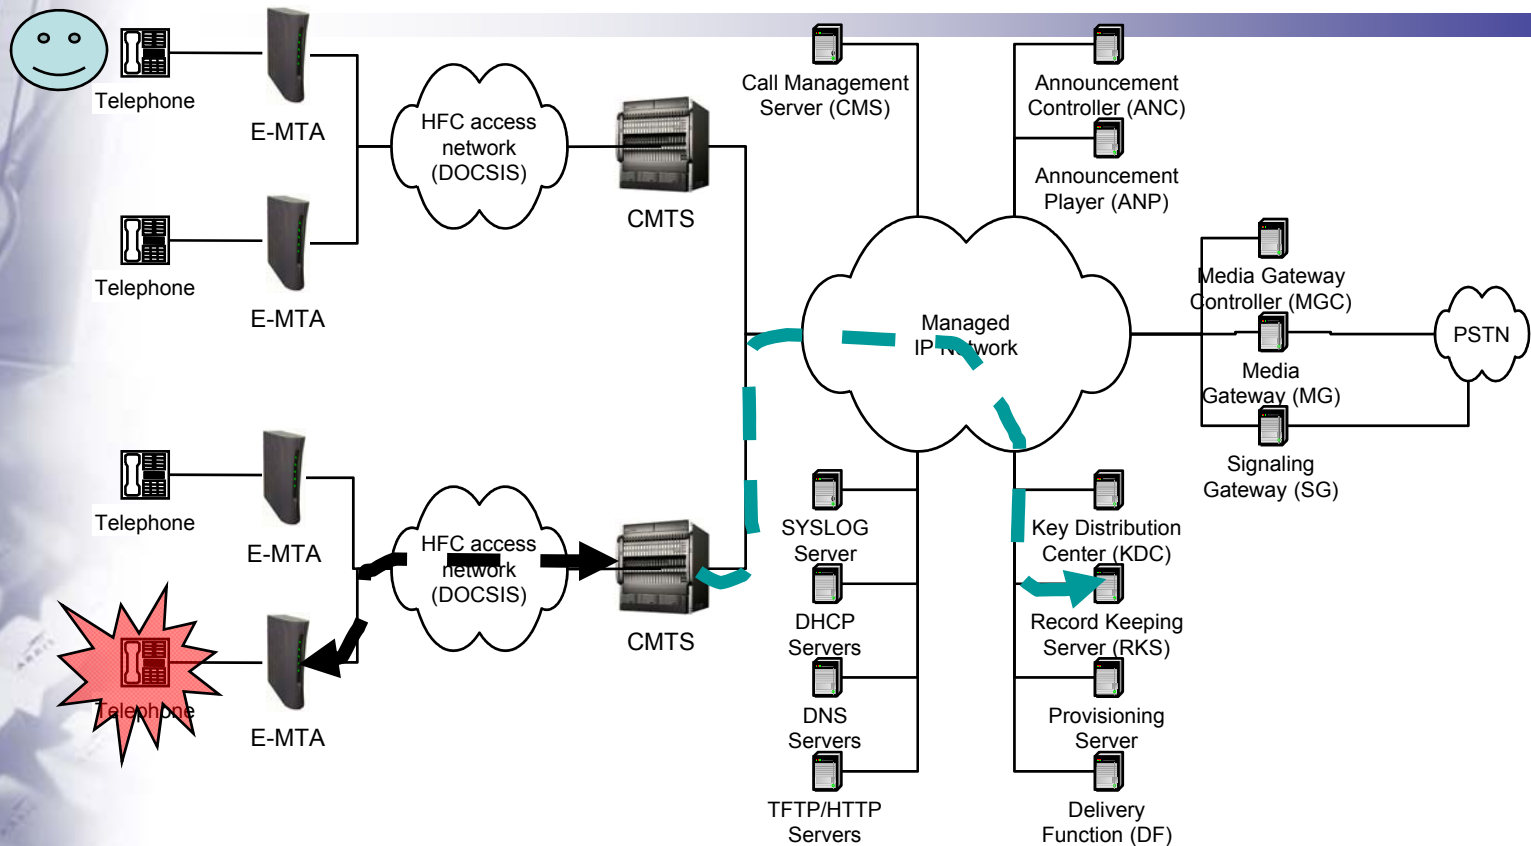 Telephone
E-MTA
Telephone
E-MTA
HFC access
network
(DOCSIS)
CMTS
Call Management
Server (CMS)
Announcement
Controller (ANC)
Announcement
Player (ANP)
Managed
IP Network
Media Gateway
Controller (MGC)
Media
Gateway (MG)
Signaling
Gateway (SG)
PSTN
Telephone
E-MTA
Telephone
E-MTA
HFC access
network
(DOCSIS)
CMTS
SYSLOG
Server
DHCP
Servers
DNS
Servers
TFTP/HTTP
Servers
Key Distribution
Center (KDC)
Record Keeping
Server (RKS)
Provisioning
Server
Delivery
Function (DF)